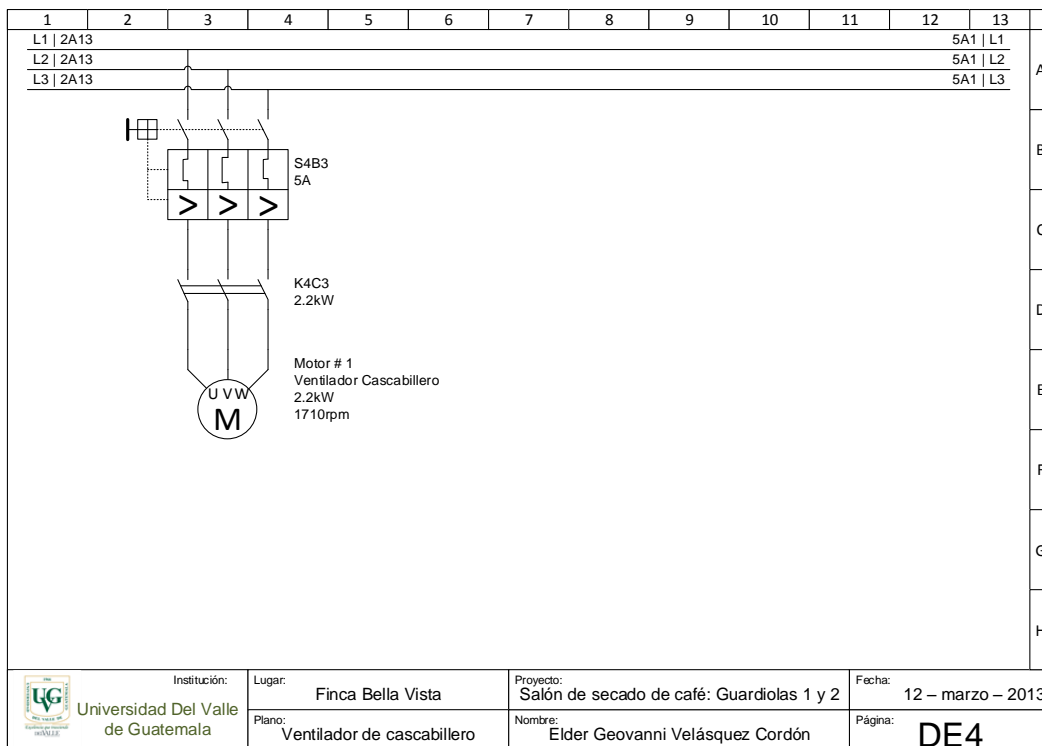 1 2 3 4 5 6 7 8 9 10 11 12 13
L1 | 2A13 5A1 | L1
L2 | 2A13 5A1 | L2
L3 | 2A13 5A1 | L3
A
B
C
D
E
F
G
H
S4B3
5A
> > >
K4C3
2.2kW
Motor # 1
Ventilador Cascabillero
2.2kW
1710rpm
U V W
M
UVG
Institución:
Universidad Del Valle
de Guatemala
Lugar:
Finca Bella Vista
Plano:
Ventilador de cascabillero
Proyecto:
Salón de secado de café: Guardiolas 1 y 2
Nombre:
Elder Geovanni Velásquez Cordón
Fecha:
12 – marzo – 2013
Página:
DE4